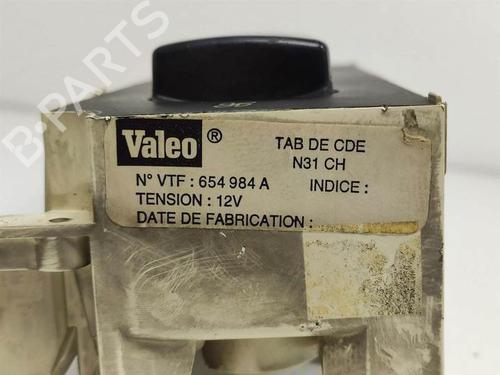 Valeo®
TAB DE CDE
N31 CH
N° VTF : 654 984 A
INDICE :
TENSION : 12V
DATE DE FABRICATION :
B-PARTS